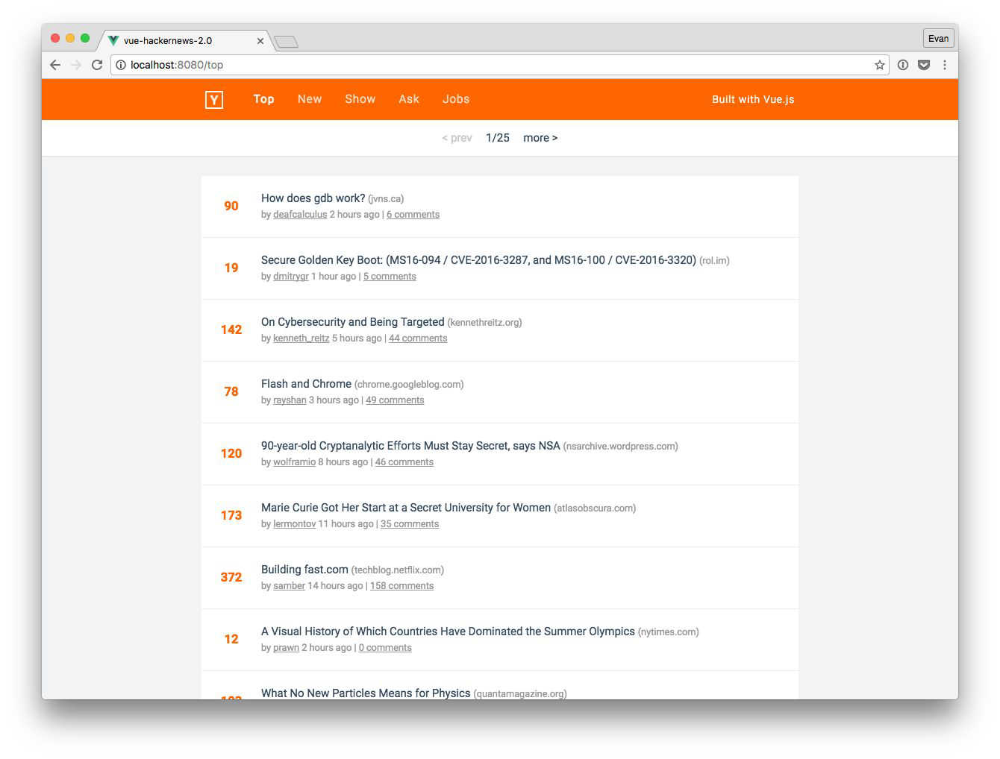 vue-hackernews-2.0
Evan
localhost:8080/top
Y Top New Show Ask Jobs Built with Vue.js
< prev 1/25 more >
90 How does gdb work? (jvns.ca)
by deafcalculus 2 hours ago | 6 comments
19 Secure Golden Key Boot: (MS16-094 / CVE-2016-3287, and MS16-100 / CVE-2016-3320) (rol.im)
by dmitrygr 1 hour ago | 5 comments
142 On Cybersecurity and Being Targeted (kennethreitz.org)
by kenneth_reitz 5 hours ago | 44 comments
78 Flash and Chrome (chrome.googleblog.com)
by rayshan 3 hours ago | 49 comments
120 90-year-old Cryptanalytic Efforts Must Stay Secret, says NSA (nsarchive.wordpress.com)
by wolframio 8 hours ago | 46 comments
173 Marie Curie Got Her Start at a Secret University for Women (atlasobscura.com)
by lermontov 11 hours ago | 35 comments
372 Building fast.com (techblog.netflix.com)
by samber 14 hours ago | 158 comments
12 A Visual History of Which Countries Have Dominated the Summer Olympics (nytimes.com)
by prawn 2 hours ago | 0 comments
What No New Particles Means for Physics (quantamagazine.org)